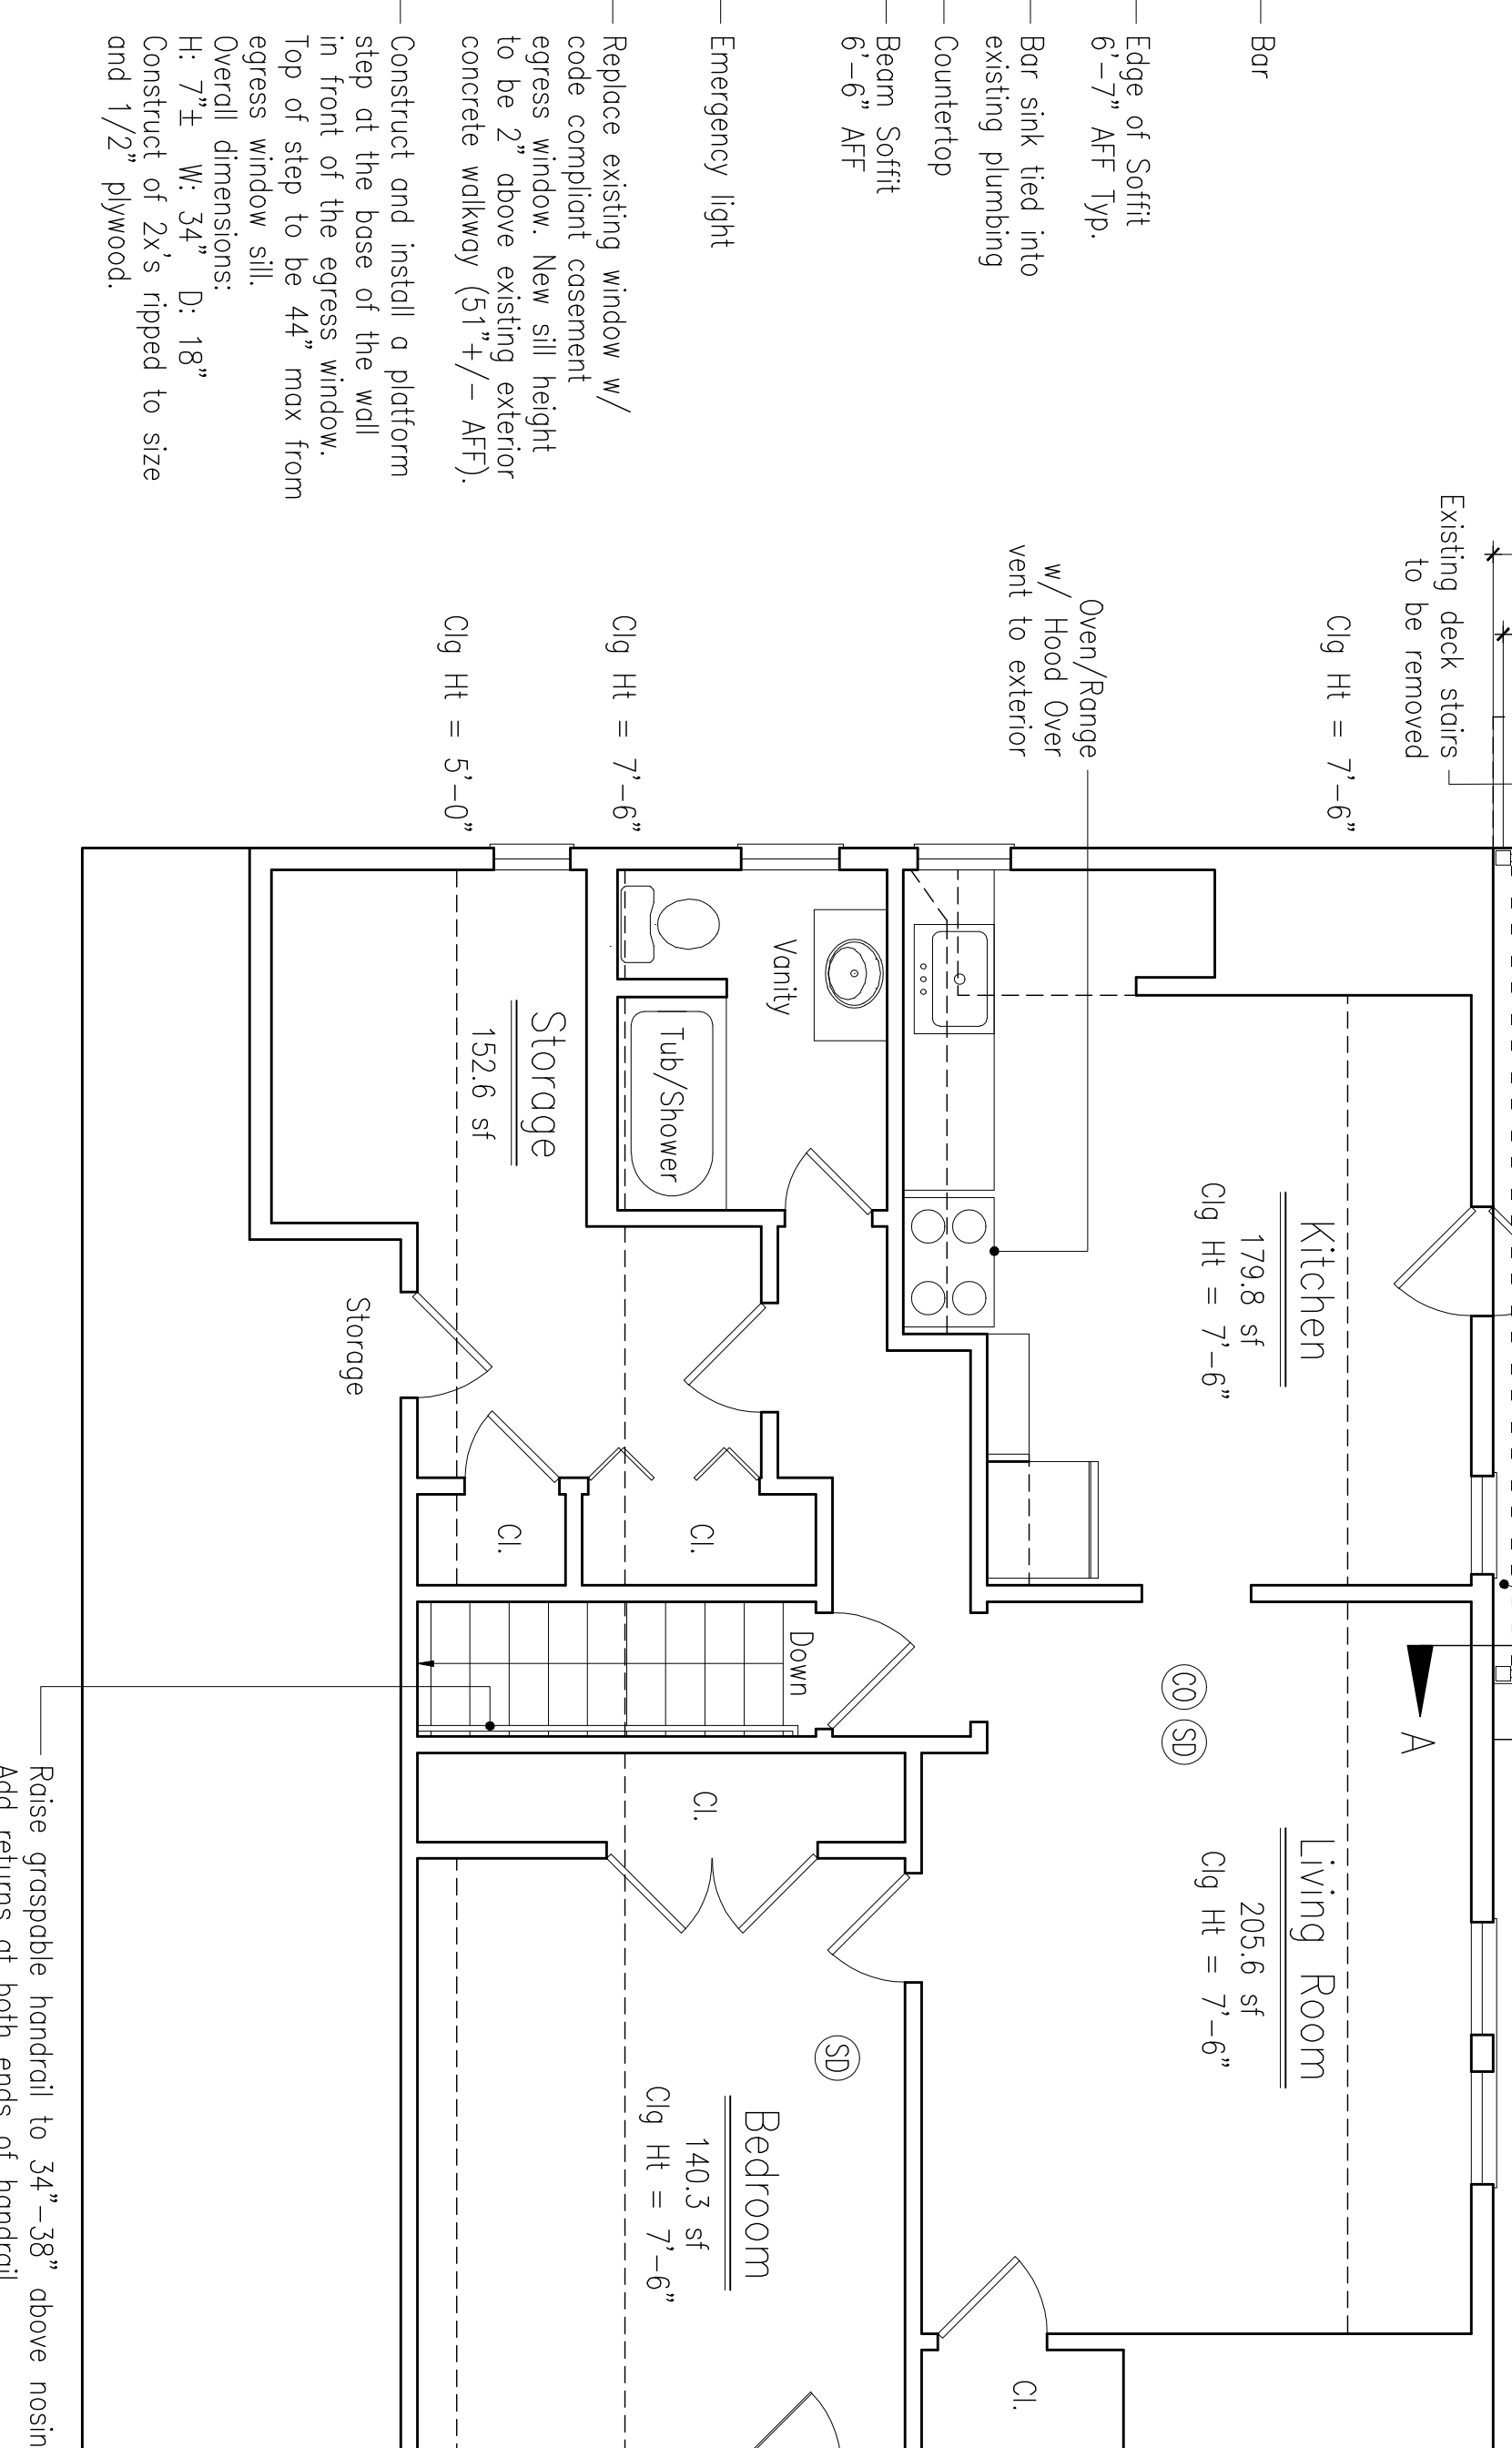 Bar
Edge of Soffit
6'-7" AFF Typ.
Bar sink tied into
existing plumbing
Countertop
Beam Soffit
6'-6" AFF
Emergency light
Replace existing window w/
code compliant casement
egress window. New sill height
to be 2" above existing exterior
concrete walkway (51"+/- AFF).
Construct and install a platform
step at the base of the wall
in front of the egress window.
Top of step to be 44" max from
egress window sill.
Overall dimensions:
H: 7"± W: 34" D: 18"
Construct of 2x's ripped to size
and 1/2" plywood.
Existing deck stairs
to be removed
Clg Ht = 7'-6"
Oven/Range
w/ Hood Over
vent to exterior
Clg Ht = 7'-6"
Clg Ht = 5'-0"
Kitchen
179.8 sf
Clg Ht = 7'-6"
Vanity
Tub/Shower
Storage
152.6 sf
Storage
Cl.
Cl.
Down
A
CO
SD
Living Room
205.6 sf
Clg Ht = 7'-6"
Cl.
SD
Bedroom
140.3 sf
Clg Ht = 7'-6"
Cl.
Raise graspable handrail to 34"-38" above nosin
Add returns at both ends of handrail